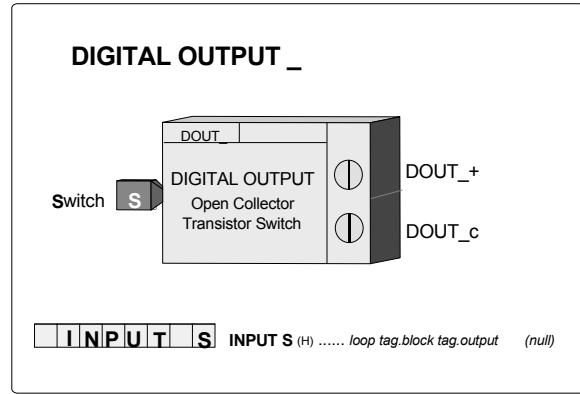 DIGITAL OUTPUT _
DOUT_
DIGITAL OUTPUT
Open Collector
Transistor Switch
Switch S
DOUT_+
DOUT_c
INPUT S INPUT S (H) ...... loop tag.block tag.output (null)